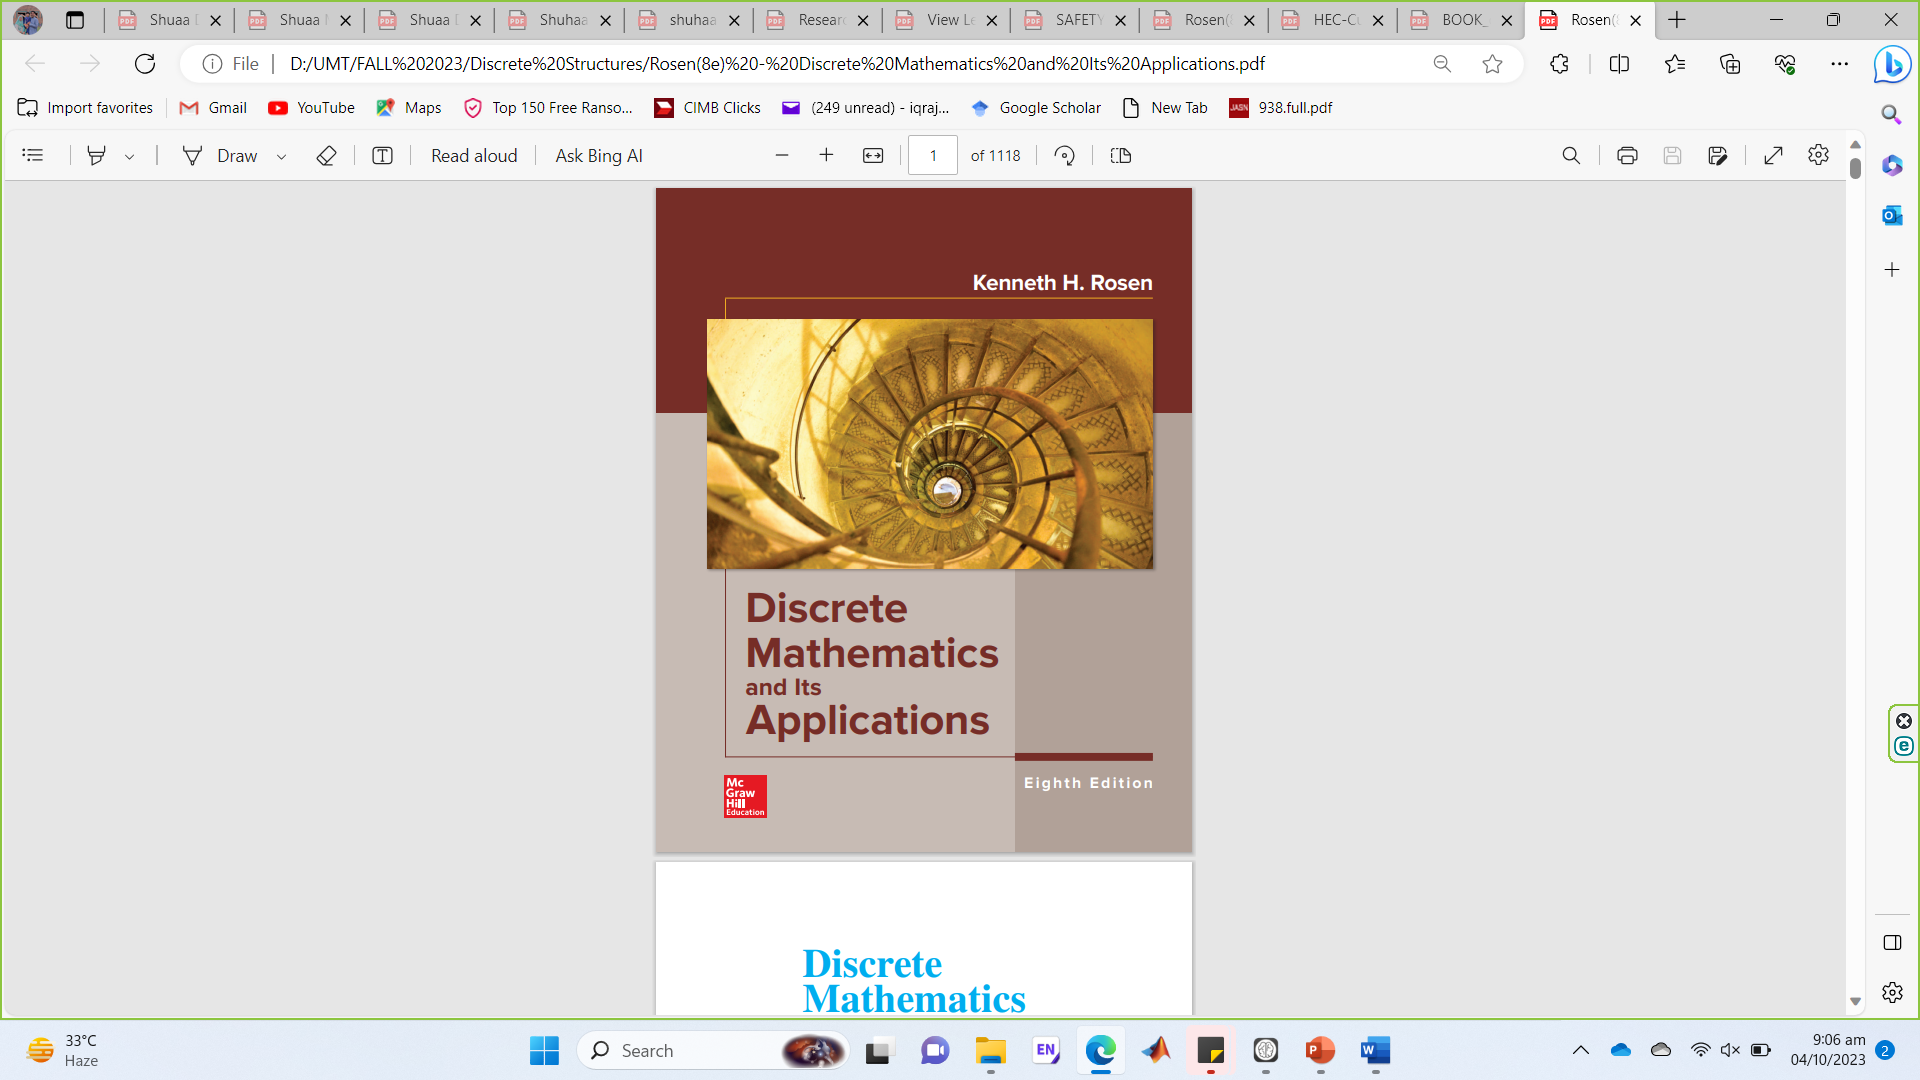 Shuaa
Shuaa
Shuaa
Shuhaa
shuhaa
Resear
View Le
SAFETY
Rosen(
HEC-Cu
BOOK_
Rosen(
File
D:/UMT/FALL%202023/Discrete%20Structures/Rosen(8e)%20-%20Discrete%20Mathematics%20and%20Its%20Applications.pdf
Import favorites
Gmail
YouTube
Maps
Top 150 Free Ranso...
CIMB Clicks
(249 unread) - iqraj...
Google Scholar
New Tab
JASN
938.full.pdf
Draw
Read aloud
Ask Bing AI
1
of 1118
Kenneth H. Rosen
Discrete
Mathematics
and Its
Applications
Eighth Edition
Mc
Graw
Hill
Education
Discrete
Mathematics
33°C
Haze
Search
EN
9:06 am
04/10/2023
2